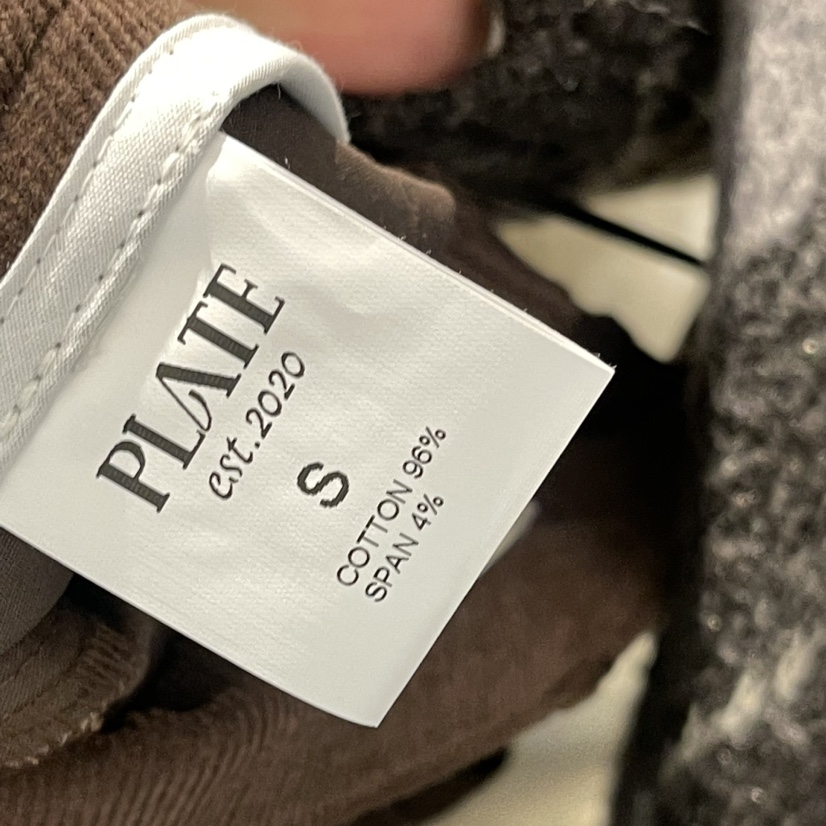 PLATE
est.2020
S
COTTON 96%
SPAN 4%